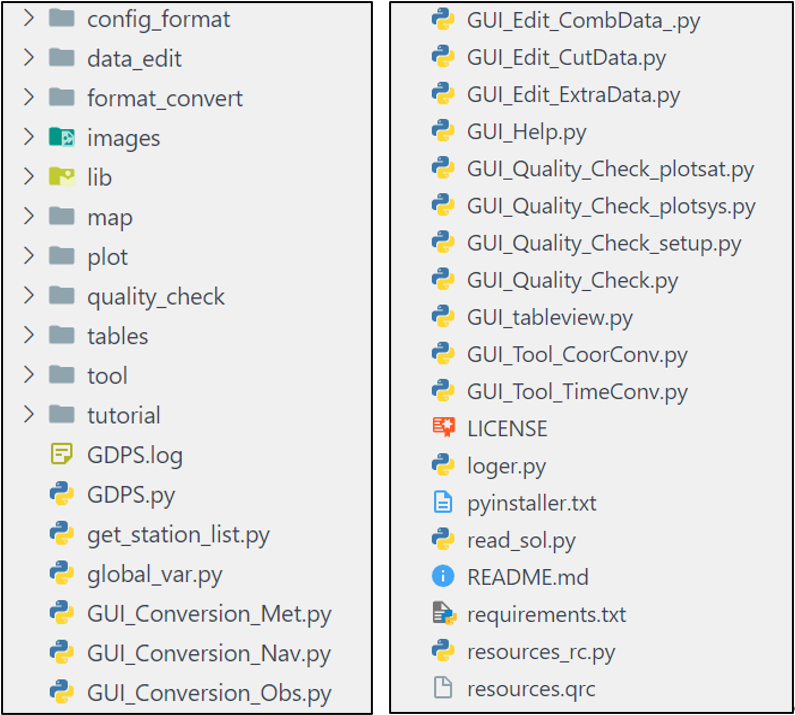 config_format
data_edit
format_convert
images
lib
map
plot
quality_check
tables
tool
tutorial
GDPS.log
GDPS.py
get_station_list.py
global_var.py
GUI_Conversion_Met.py
GUI_Conversion_Nav.py
GUI_Conversion_Obs.py
GUI_Edit_CombData_.py
GUI_Edit_CutData.py
GUI_Edit_ExtraData.py
GUI_Help.py
GUI_Quality_Check_plotsat.py
GUI_Quality_Check_plotsys.py
GUI_Quality_Check_setup.py
GUI_Quality_Check.py
GUI_tableview.py
GUI_Tool_CoorConv.py
GUI_Tool_TimeConv.py
LICENSE
loger.py
pyinstaller.txt
read_sol.py
README.md
requirements.txt
resources_rc.py
resources.qrc